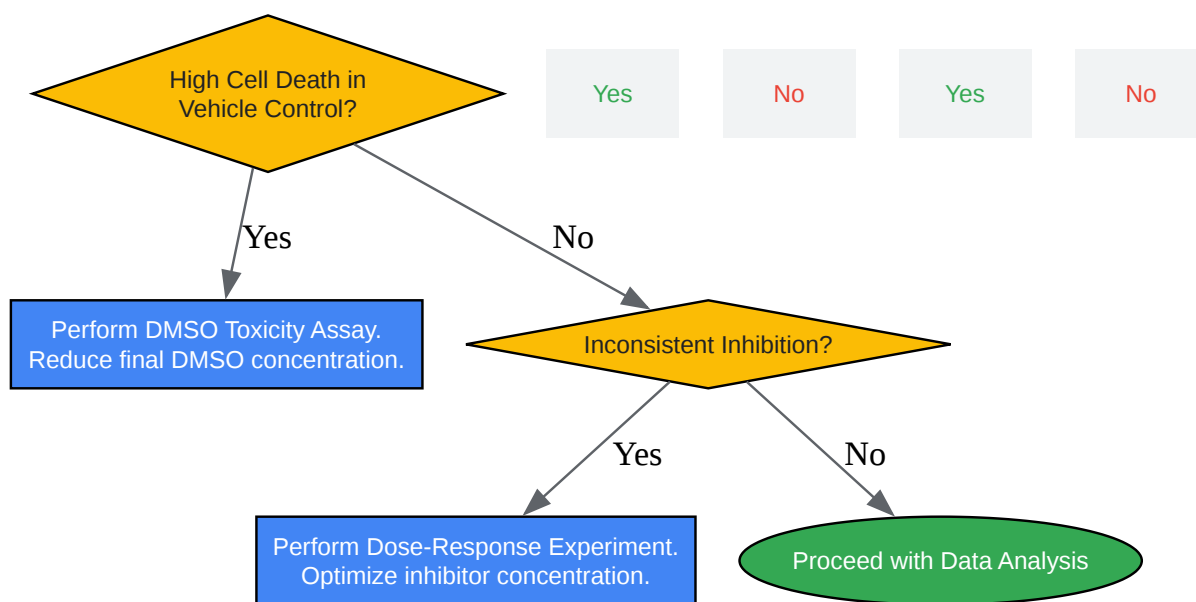 High Cell Death in
Vehicle Control?
Yes
No
Yes
No
Yes
No
Perform DMSO Toxicity Assay.
Reduce final DMSO concentration.
Inconsistent Inhibition?
Yes
No
Perform Dose-Response Experiment.
Optimize inhibitor concentration.
Proceed with Data Analysis